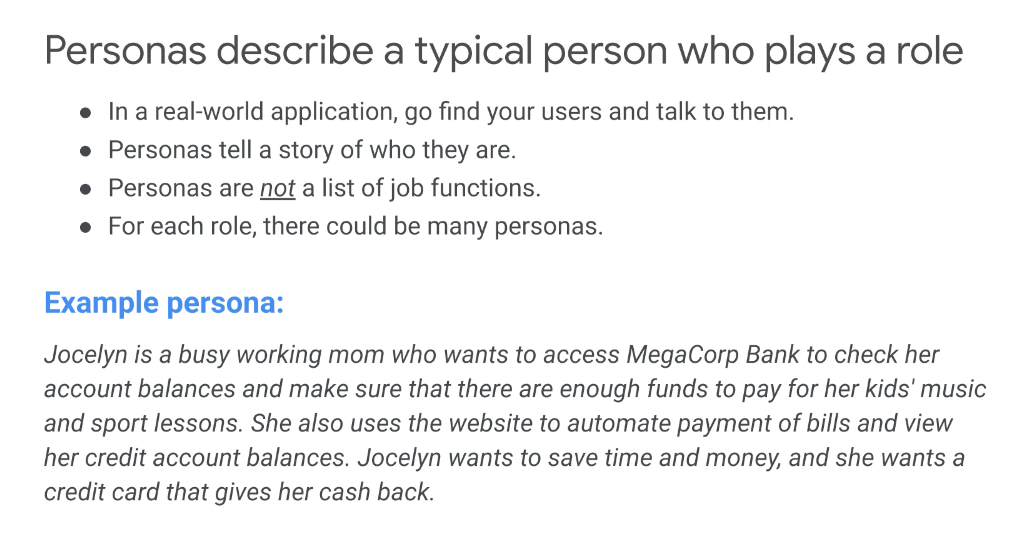 Personas describe a typical person who plays a role
● In a real-world application, go find your users and talk to them.
● Personas tell a story of who they are.
● Personas are not a list of job functions.
● For each role, there could be many personas.
Example persona:
Jocelyn is a busy working mom who wants to access MegaCorp Bank to check her
account balances and make sure that there are enough funds to pay for her kids' music
and sport lessons. She also uses the website to automate payment of bills and view
her credit account balances. Jocelyn wants to save time and money, and she wants a
credit card that gives her cash back.